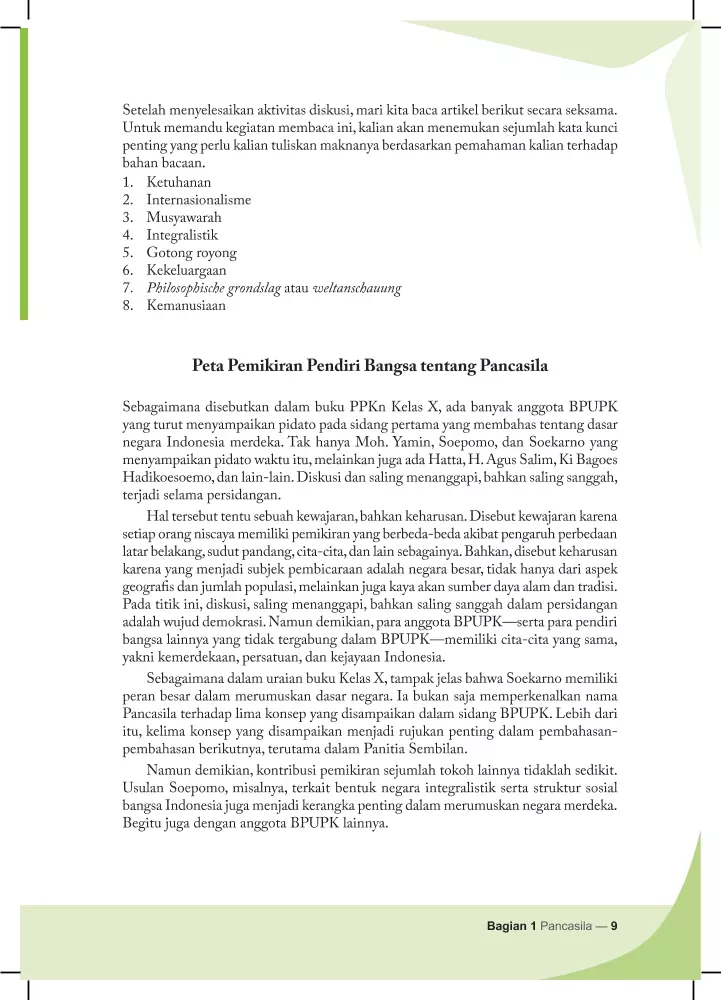 Setelah menyelesaikan aktivitas diskusi, mari kita baca artikel berikut secara seksama.
Untuk memandu kegiatan membaca ini, kalian akan menemukan sejumlah kata kunci
penting yang perlu kalian tuliskan maknanya berdasarkan pemahaman kalian terhadap
bahan bacaan.
1. Ketuhanan
2. Internasionalisme
3. Musyawarah
4. Integralistik
5. Gotong royong
6. Kekeluargaan
7. Philosophische grondslag atau weltanschauung
8. Kemanusiaan
Peta Pemikiran Pendiri Bangsa tentang Pancasila
Sebagaimana disebutkan dalam buku PPKn Kelas X, ada banyak anggota BPUPK
yang turut menyampaikan pidato pada sidang pertama yang membahas tentang dasar
negara Indonesia merdeka. Tak hanya Moh. Yamin, Soepomo, dan Soekarno yang
menyampaikan pidato waktu itu, melainkan juga ada Hatta, H. Agus Salim, Ki Bagoes
Hadikoesoemo, dan lain-lain. Diskusi dan saling menanggapi, bahkan saling sanggah,
terjadi selama persidangan.
Hal tersebut tentu sebuah kewajaran, bahkan keharusan. Disebut kewajaran karena
setiap orang niscaya memiliki pemikiran yang berbeda-beda akibat pengaruh perbedaan
latar belakang, sudut pandang, cita-cita, dan lain sebagainya. Bahkan, disebut keharusan
karena yang menjadi subjek pembicaraan adalah negara besar, tidak hanya dari aspek
geografis dan jumlah populasi, melainkan juga kaya akan sumber daya alam dan tradisi.
Pada titik ini, diskusi, saling menanggapi, bahkan saling sanggah dalam persidangan
adalah wujud demokrasi. Namun demikian, para anggota BPUPK—serta para pendiri
bangsa lainnya yang tidak tergabung dalam BPUPK—memiliki cita-cita yang sama,
yakni kemerdekaan, persatuan, dan kejayaan Indonesia.
Sebagaimana dalam uraian buku Kelas X, tampak jelas bahwa Soekarno memiliki
peran besar dalam merumuskan dasar negara. Ia bukan saja memperkenalkan nama
Pancasila terhadap lima konsep yang disampaikan dalam sidang BPUPK. Lebih dari
itu, kelima konsep yang disampaikan menjadi rujukan penting dalam pembahasan-
pembahasan berikutnya, terutama dalam Panitia Sembilan.
Namun demikian, kontribusi pemikiran sejumlah tokoh lainnya tidaklah sedikit.
Usulan Soepomo, misalnya, terkait bentuk negara integralistik serta struktur sosial
bangsa Indonesia juga menjadi kerangka penting dalam merumuskan negara merdeka.
Begitu juga dengan anggota BPUPK lainnya.
Bagian 1 Pancasila — 9